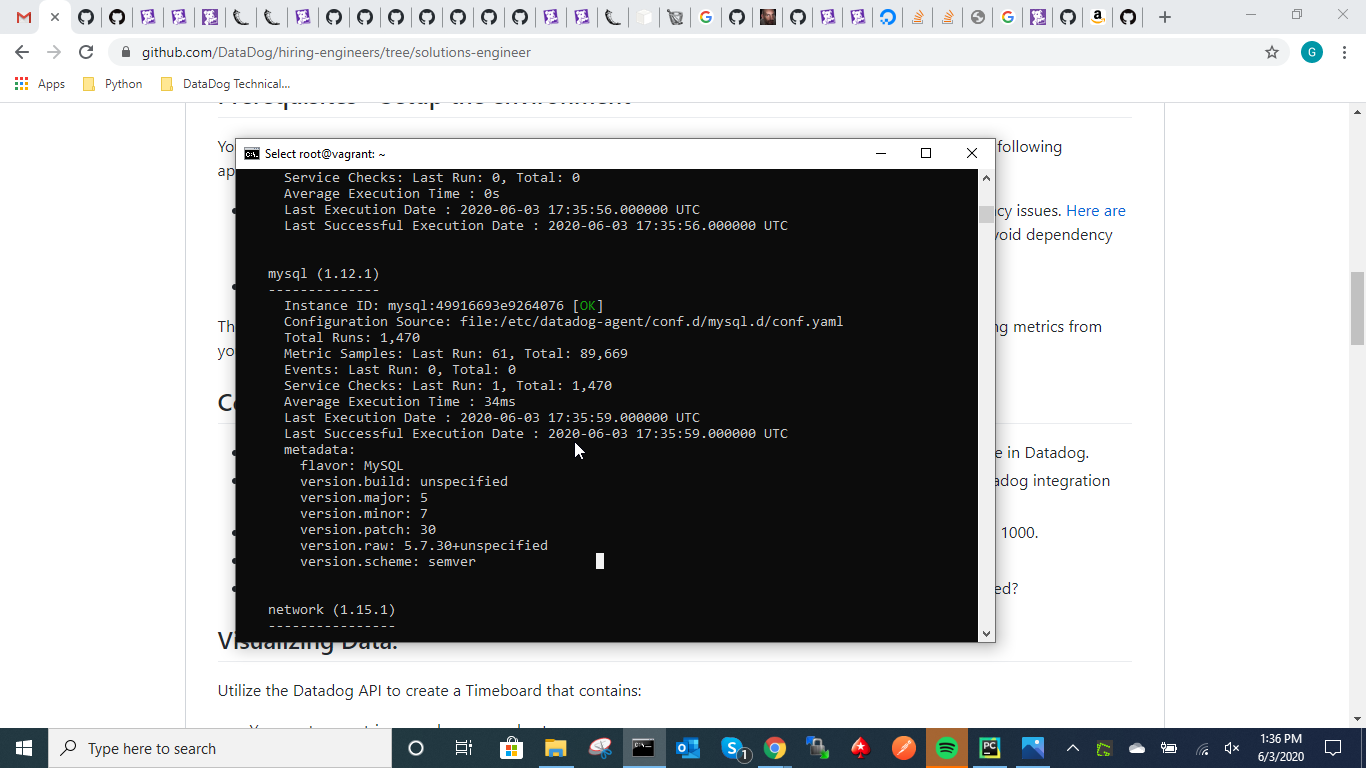 github.com/DataDog/hiring-engineers/tree/solutions-engineer
G
Apps
Python
DataDog Technical...
Prerequisites - Setup the environment
Yo
following
ap
cy issues. Here are
void dependency
Th
ng metrics from
yo
Co
e in Datadog.
adog integration
1000.
ed?
Select root@vagrant: ~
Service Checks: Last Run: 0, Total: 0
Average Execution Time : 0s
Last Execution Date : 2020-06-03 17:35:56.000000 UTC
Last Successful Execution Date : 2020-06-03 17:35:56.000000 UTC
mysql (1.12.1)
--------------
Instance ID: mysql:49916693e9264076 [OK]
Configuration Source: file:/etc/datadog-agent/conf.d/mysql.d/conf.yaml
Total Runs: 1,470
Metric Samples: Last Run: 61, Total: 89,669
Events: Last Run: 0, Total: 0
Service Checks: Last Run: 1, Total: 1,470
Average Execution Time : 34ms
Last Execution Date : 2020-06-03 17:35:59.000000 UTC
Last Successful Execution Date : 2020-06-03 17:35:59.000000 UTC
metadata:
flavor: MySQL
version.build: unspecified
version.major: 5
version.minor: 7
version.patch: 30
version.raw: 5.7.30+unspecified
version.scheme: semver
network (1.15.1)
----------------
Visualizing Data:
Utilize the Datadog API to create a Timeboard that contains:
Type here to search
1
1:36 PM
6/3/2020